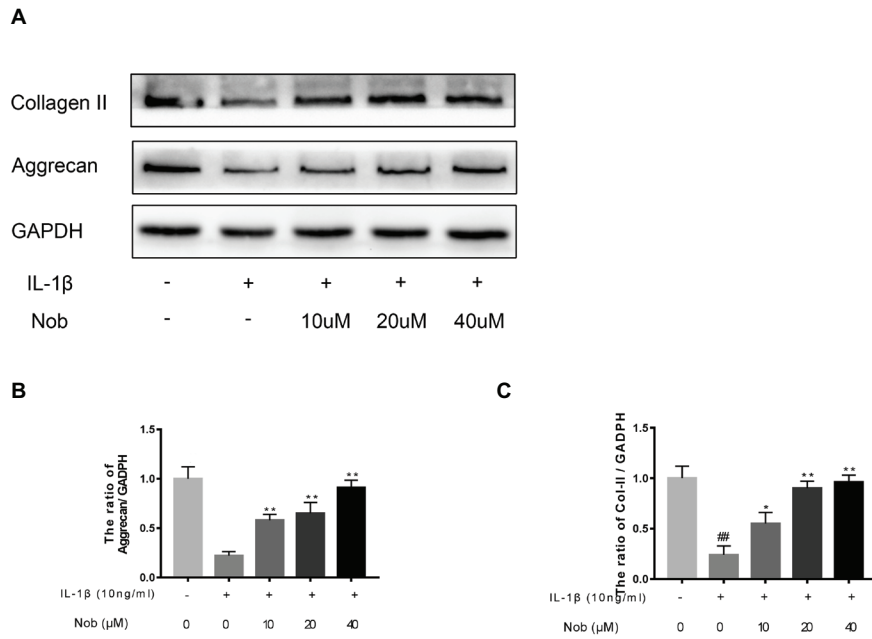 A
Collagen II
Aggrecan
GAPDH
IL-1β - + + + +
Nob - - 10uM 20uM 40uM
B
The ratio of
Aggrecan/ GADPH
1.5
1.0
0.5
0.0
** ** **
IL-1β (10ng/ml) - + + + +
Nob (μM) 0 0 10 20 40
C
The ratio of Col-II / GADPH
1.5
1.0
0.5
0.0
## * ** **
IL-1β (10ng/ml) - + + + +
Nob (μM) 0 0 10 20 40